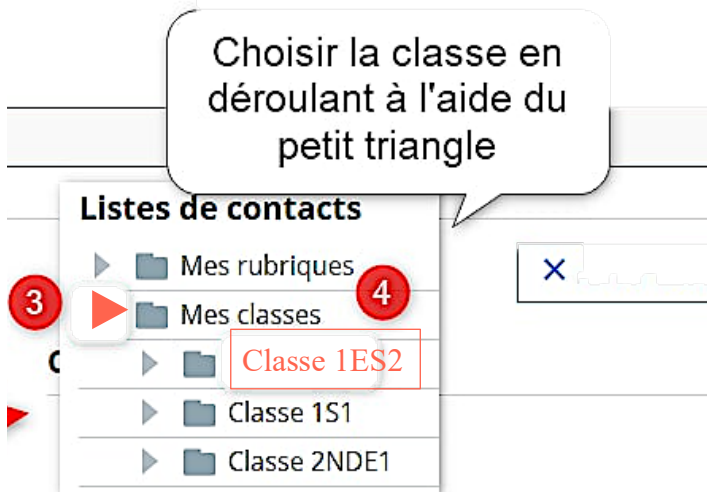 Choisir la classe en
déroulant à l'aide du
petit triangle
Listes de contacts
Mes rubriques
3
4
Mes classes
Classe 1ES2
Classe 1S1
Classe 2NDE1